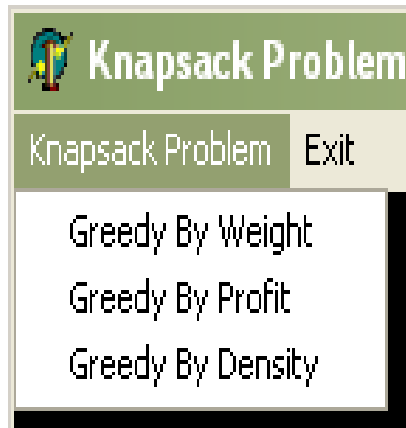 Knapsack Problem
Knapsack Problem Exit
Greedy By Weight
Greedy By Profit
Greedy By Density